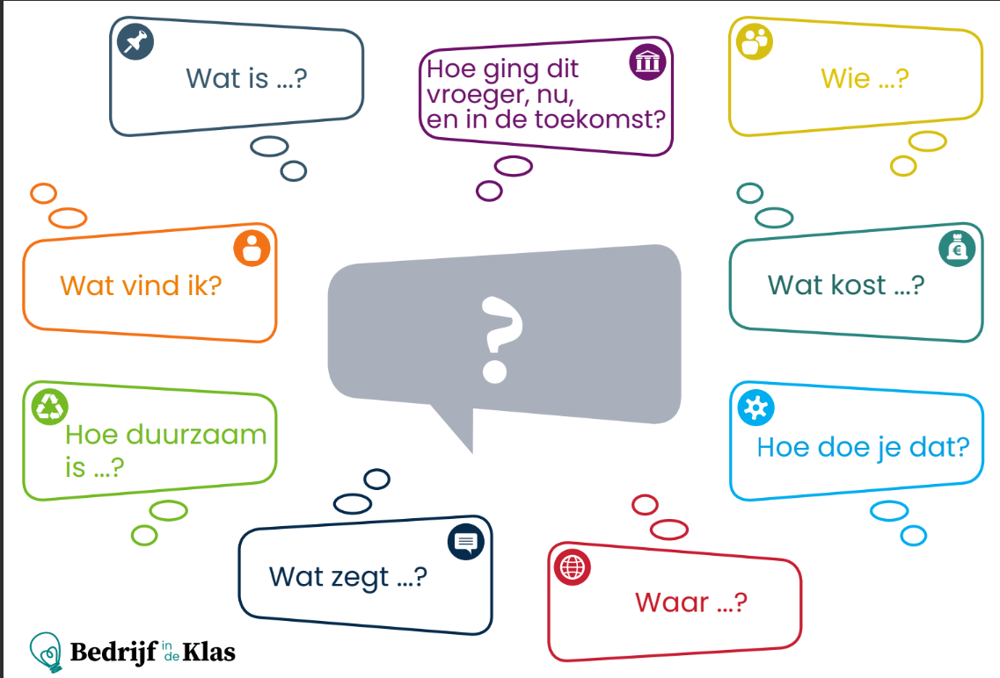 Wat is ...?
Hoe ging dit
vroeger, nu,
en in de toekomst?
Wie ...?
Wat vind ik?
?
Wat kost ...?
€
Hoe duurzaam
is ...?
Hoe doe je dat?
Wat zegt ...?
Waar ...?
Bedrijf in de Klas